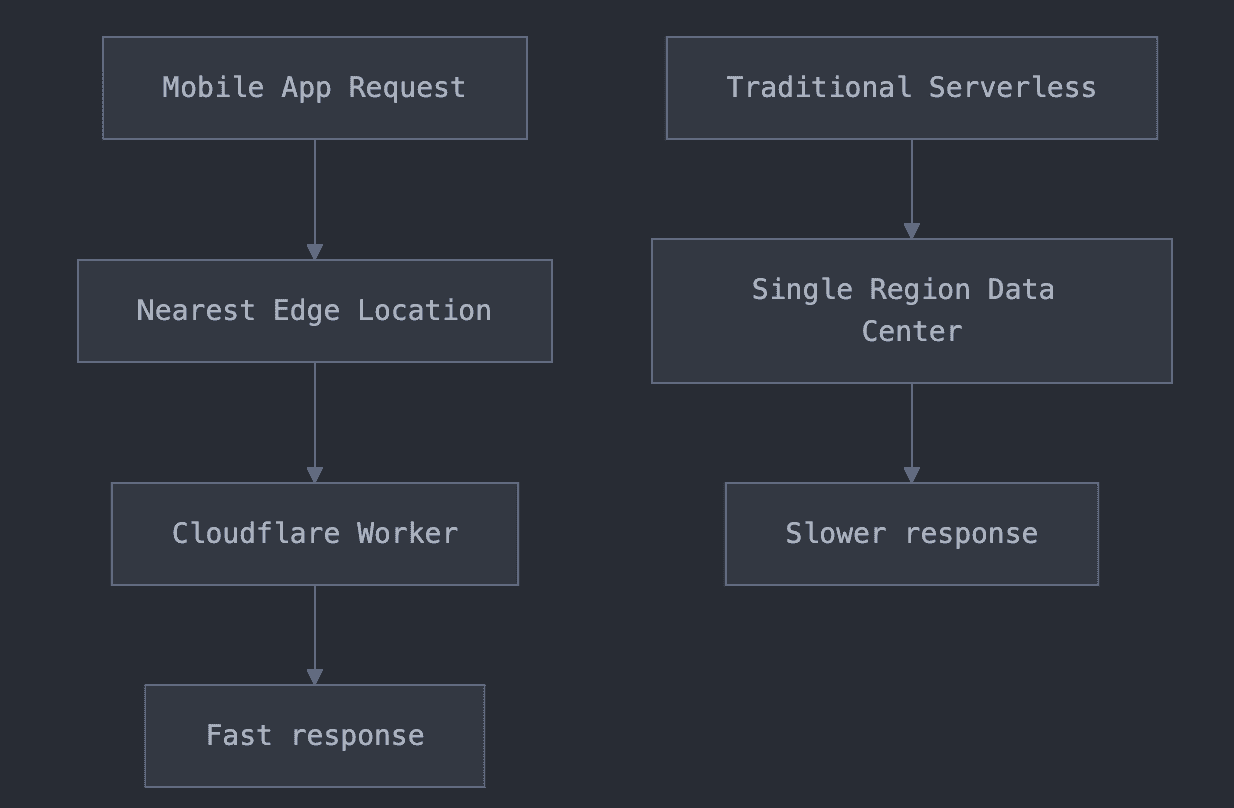 Mobile App Request
Nearest Edge Location
Cloudflare Worker
Fast response
Traditional Serverless
Single Region Data
Center
Slower response